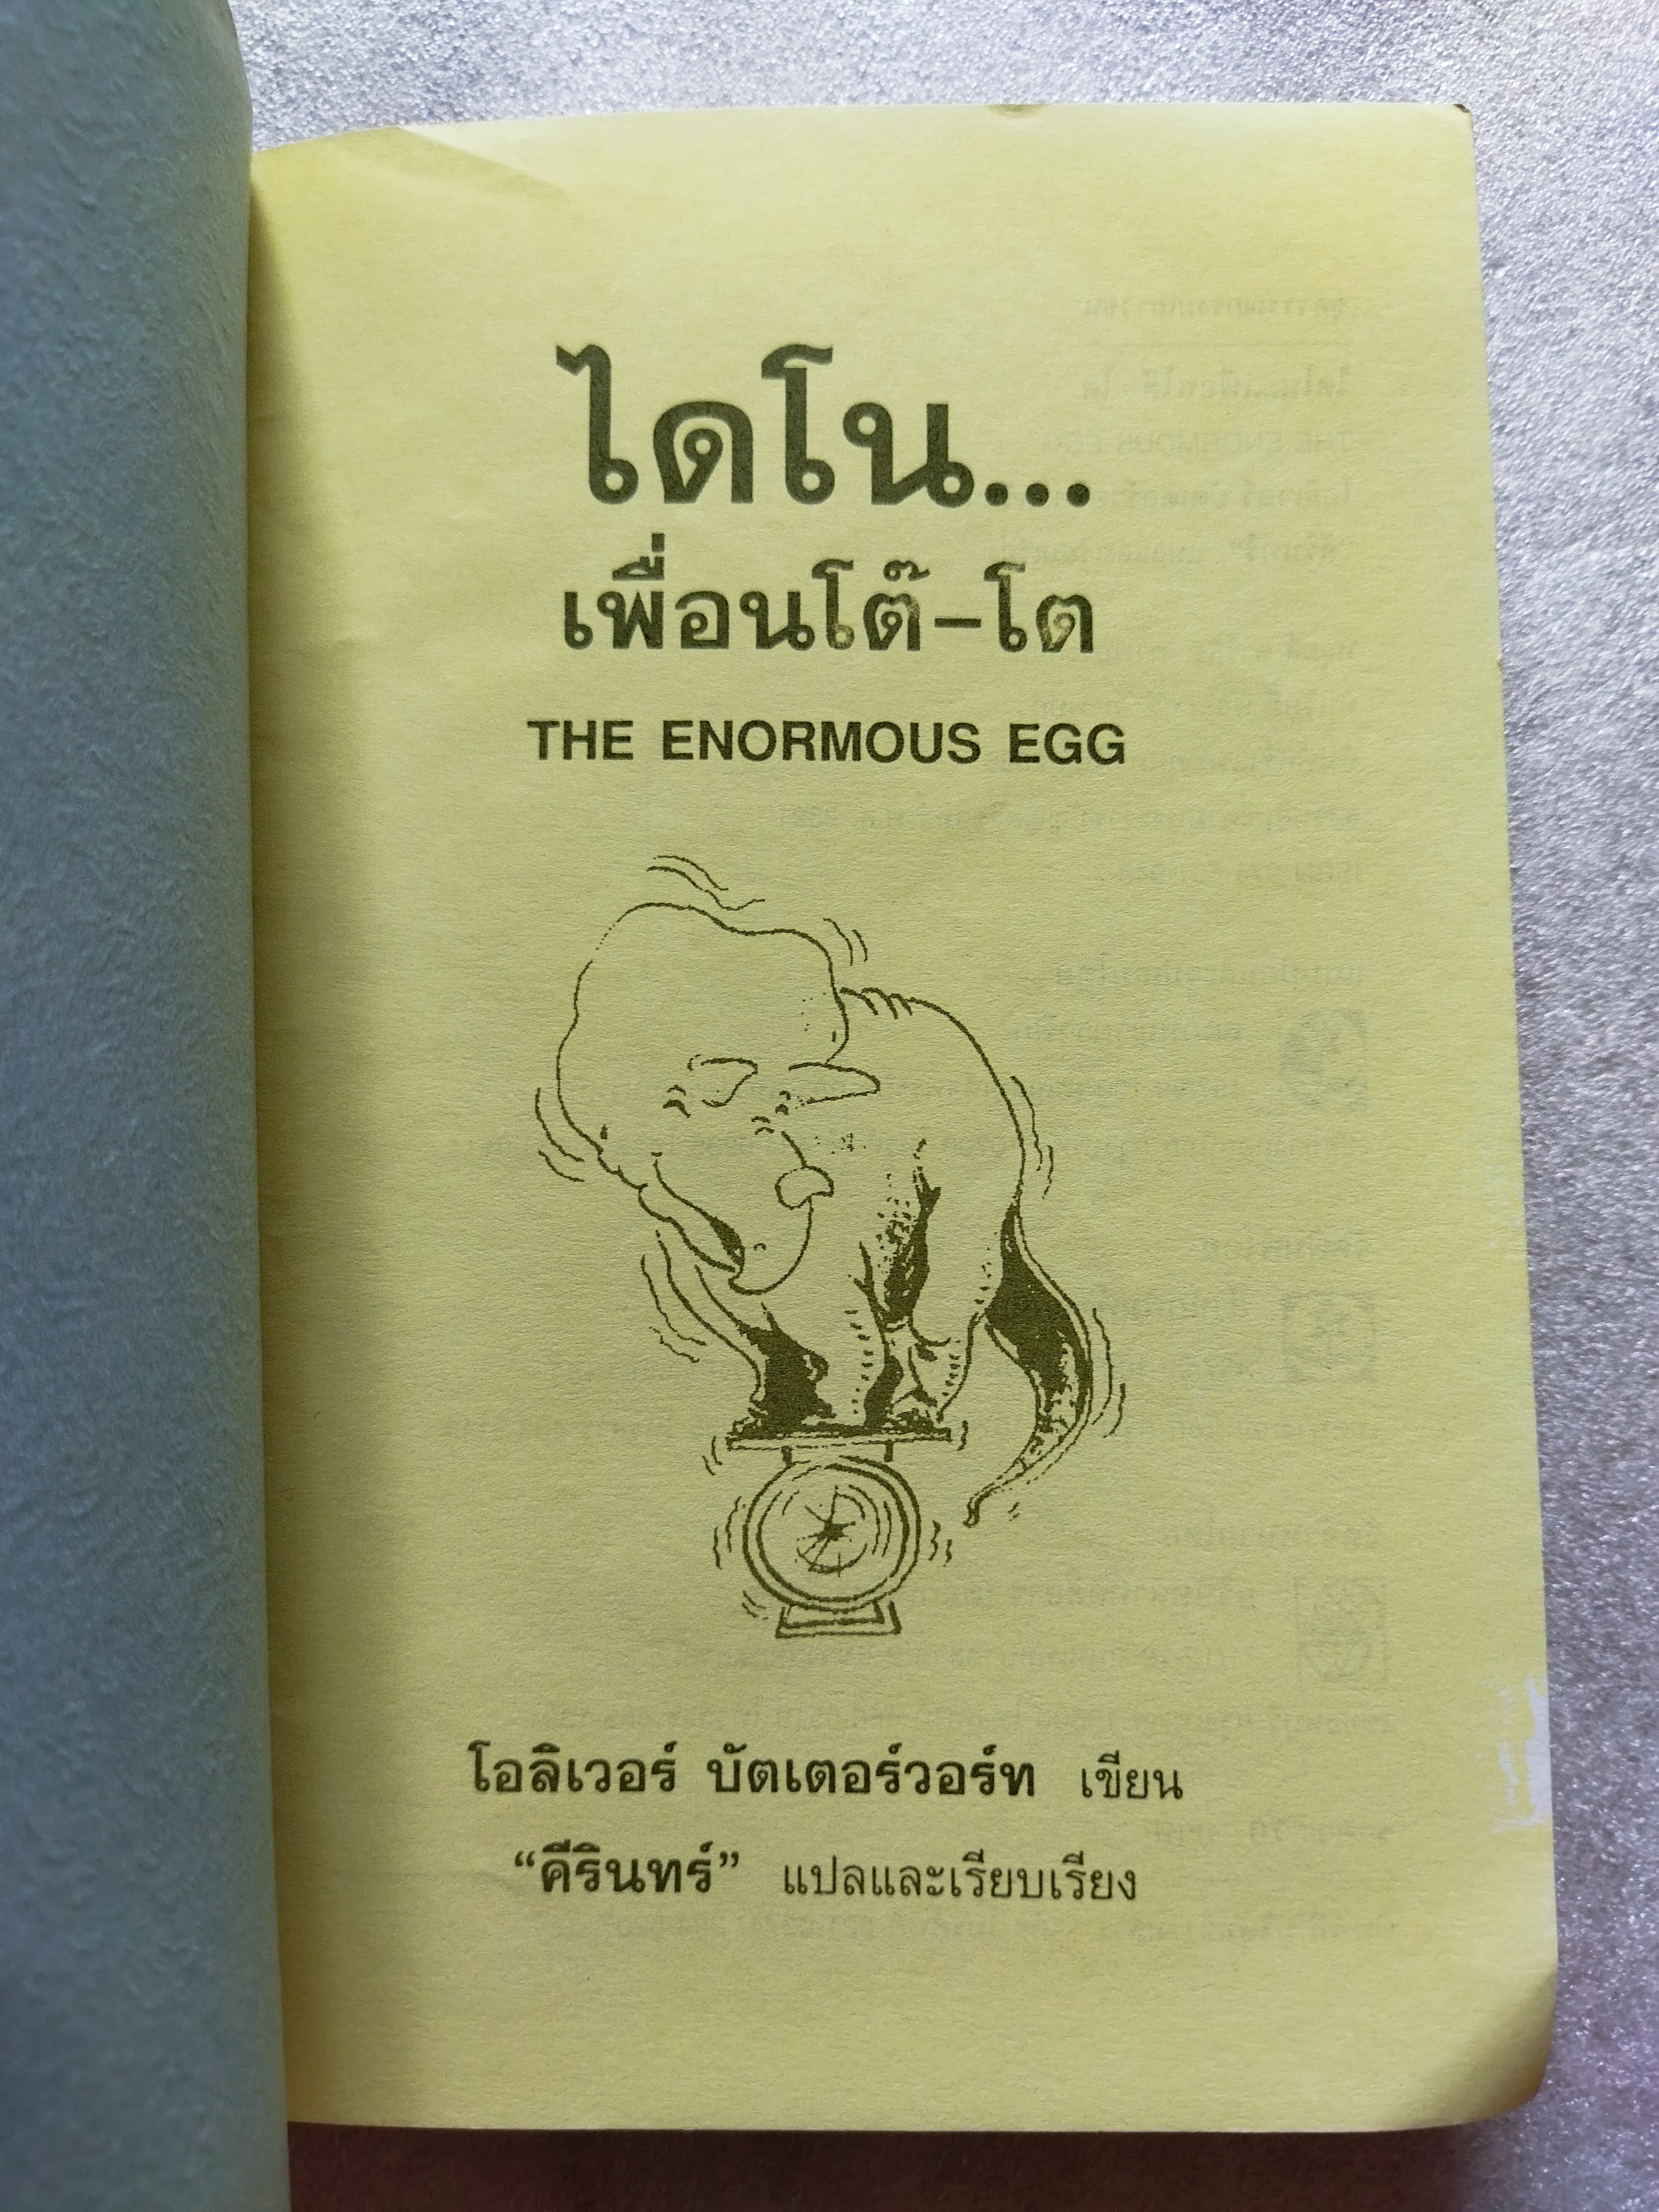 ไดโน...
เพื่อนโต๊-โต
THE ENORMOUS EGG
โอลิเวอร์ บัตเตอร์วอร์ท เขียน
“คีรินทร์” แปลและเรียบเรียง